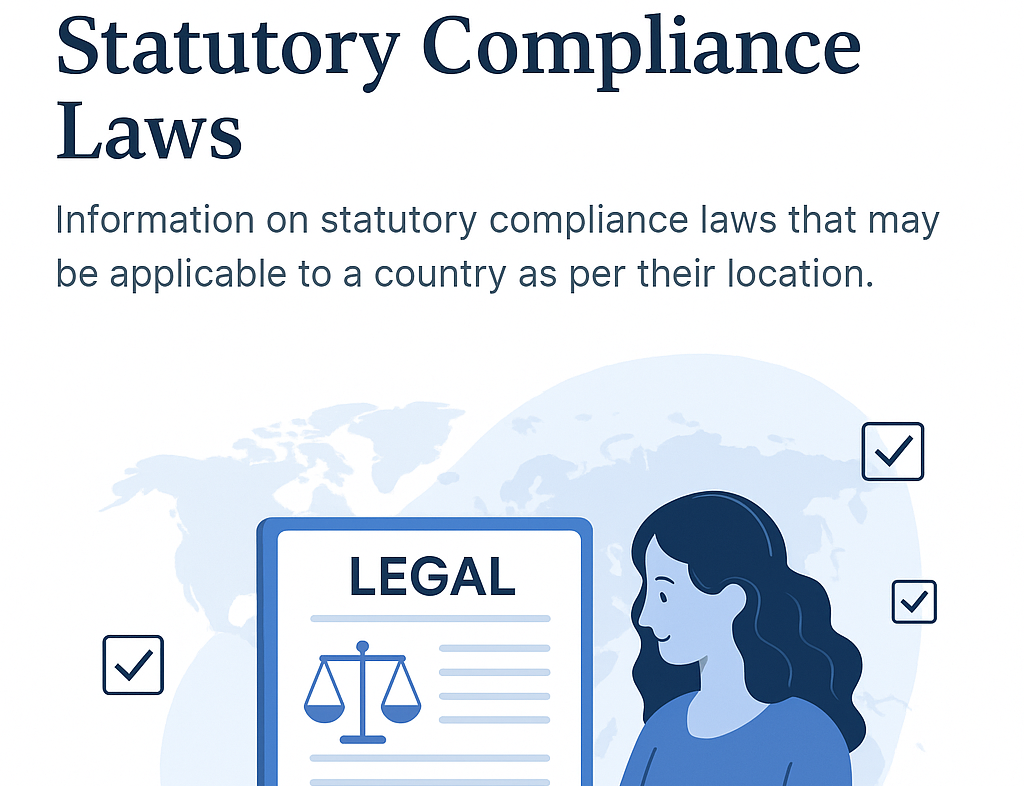 Statutory Compliance
Laws
Information on statutory compliance laws that may
be applicable to a country as per their location.
LEGAL